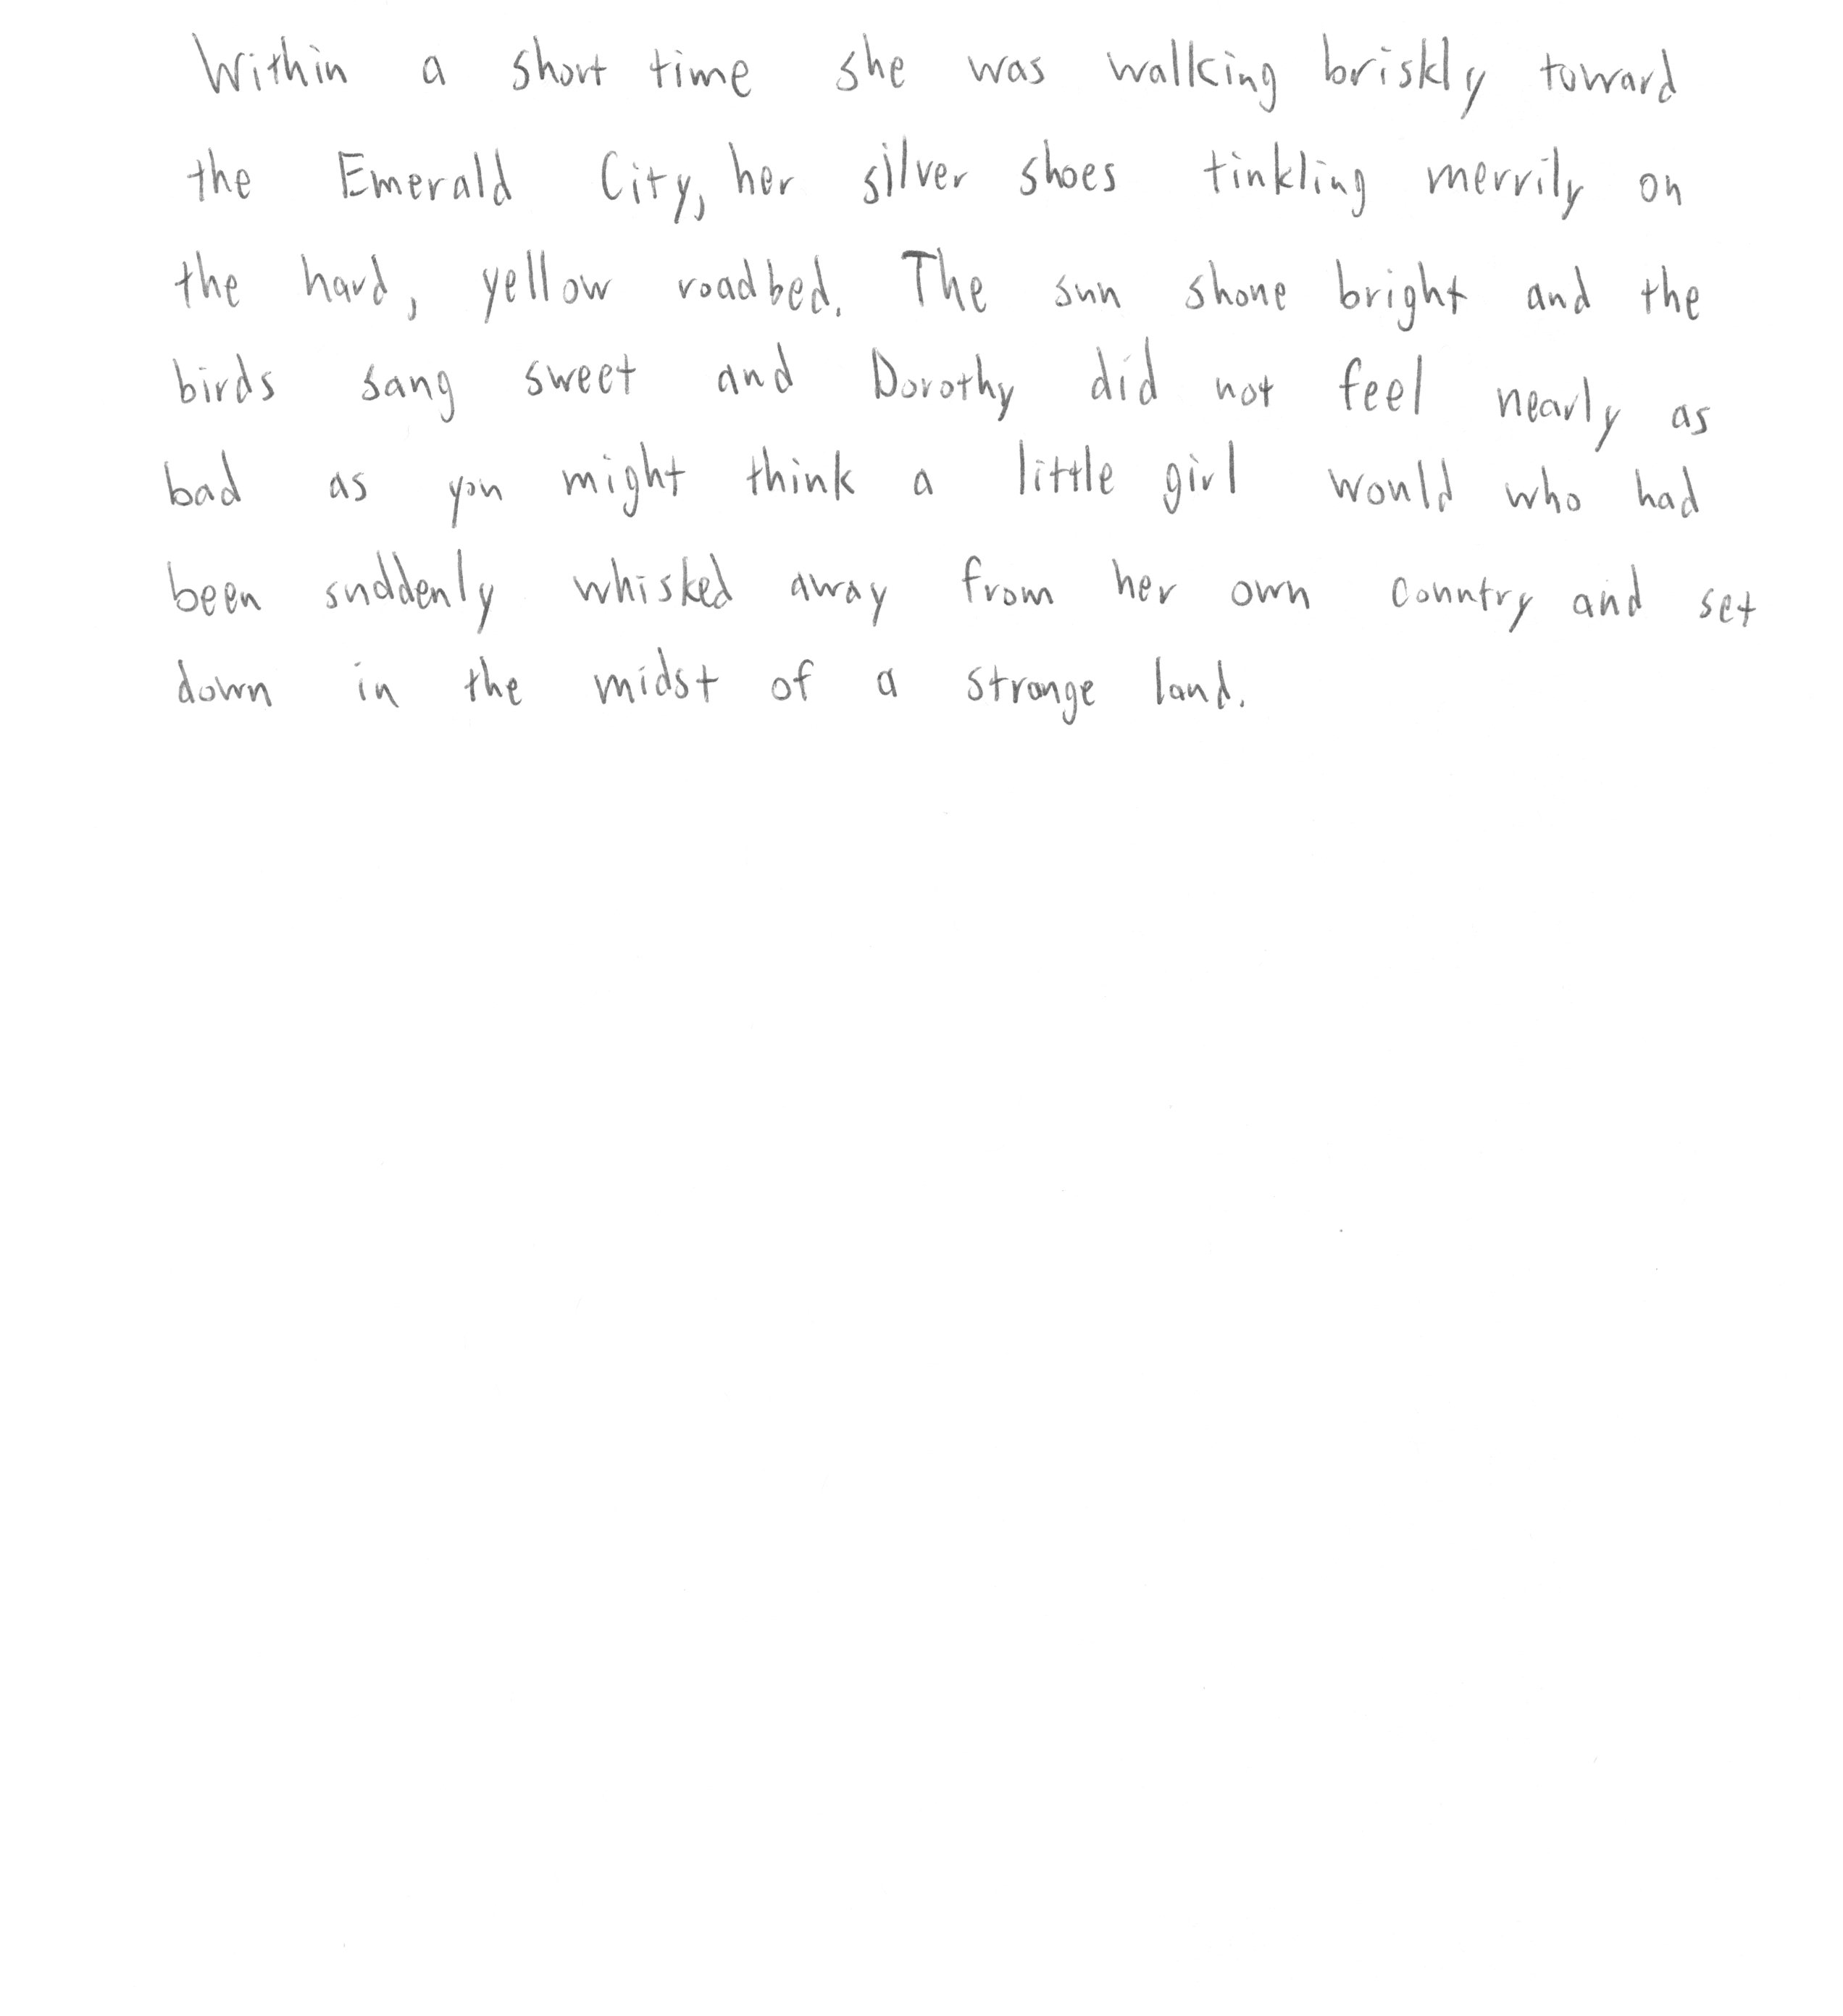 Within a short time she was walking briskly toward
the Emerald City, her silver shoes tinkling merrily on
the hard, yellow roadbed. The sun shone bright and the
birds sang sweet and Dorothy did not feel nearly as
bad as you might think a little girl would who had
been suddenly whisked away from her own country and set
down in the midst of a strange land.